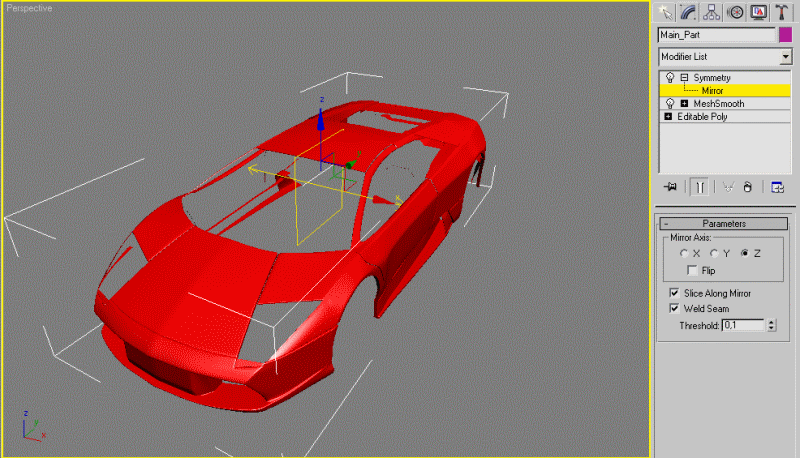 Perspective
Main_Part
Modifier List
Symmetry
Mirror
MeshSmooth
Editable Poly
Parameters
Mirror Axis:
X Y Z
Flip
Slice Along Mirror
Weld Seam
Threshold: 0,1
z
x
z
y
x